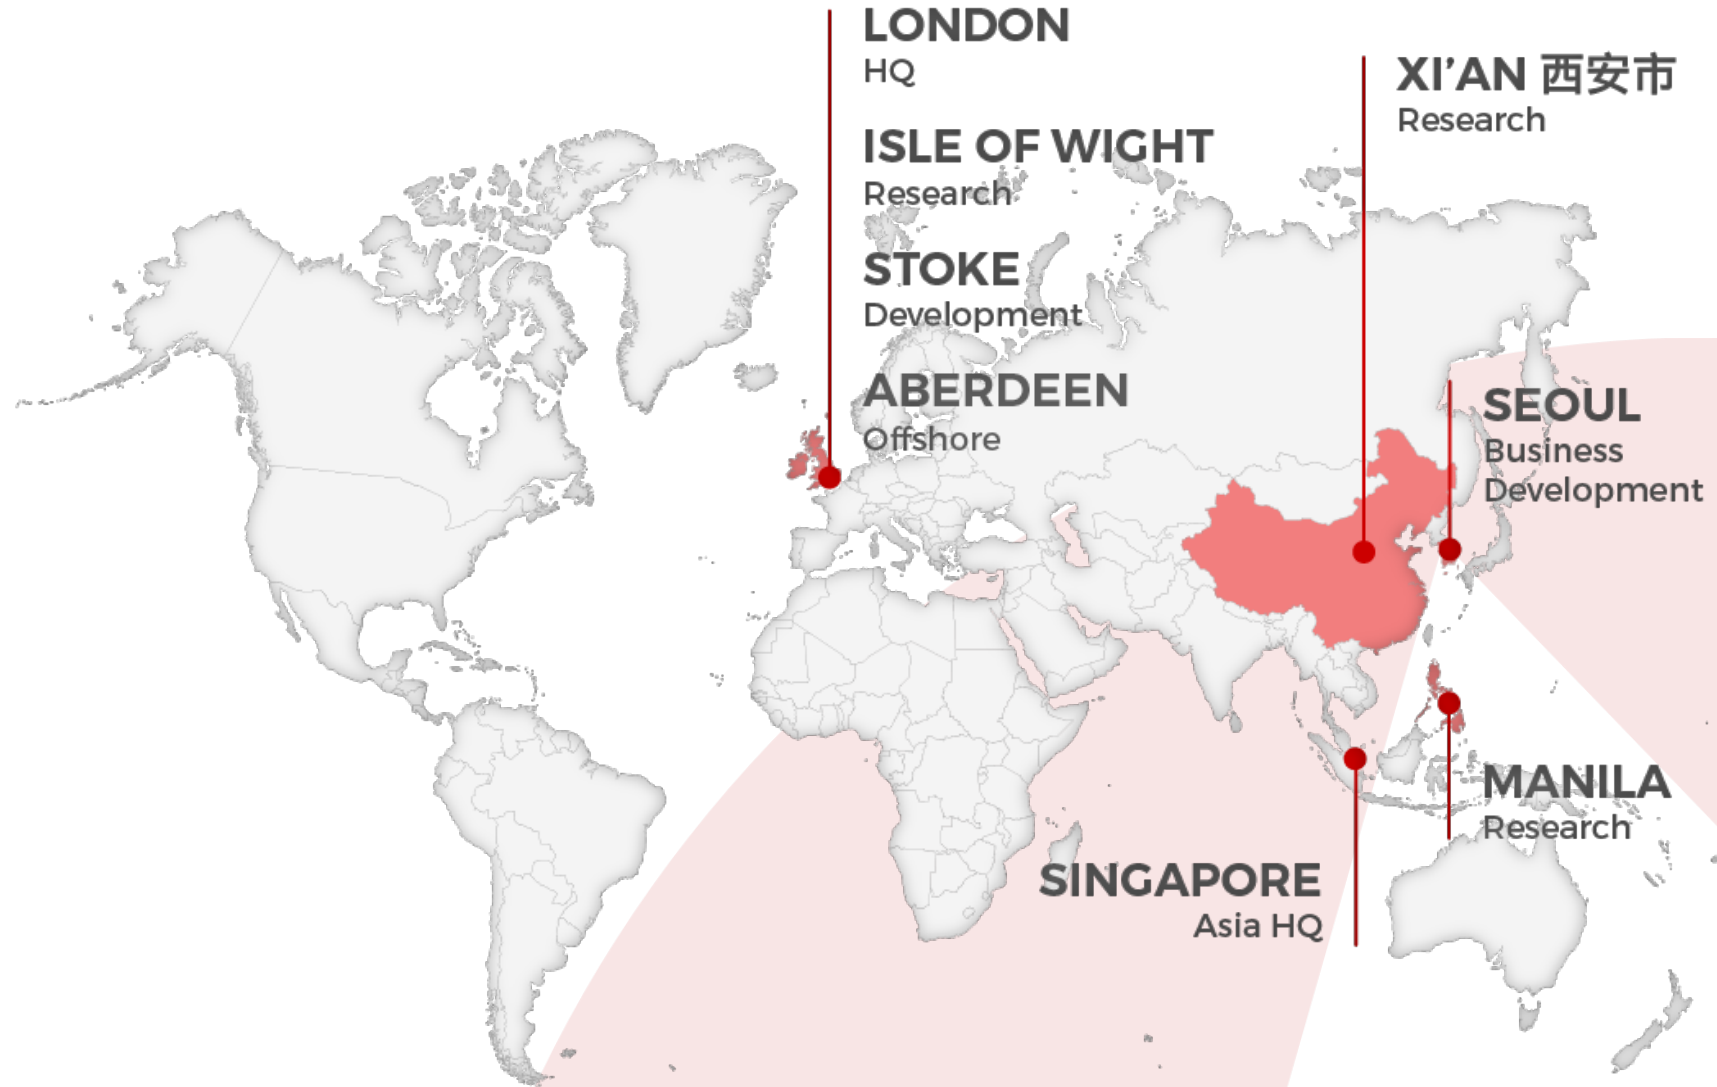 LONDON
HQ
ISLE OF WIGHT
Research
STOKE
Development
ABERDEEN
Offshore
XI’AN 西安市
Research
SEOUL
Business
Development
MANILA
Research
SINGAPORE
Asia HQ